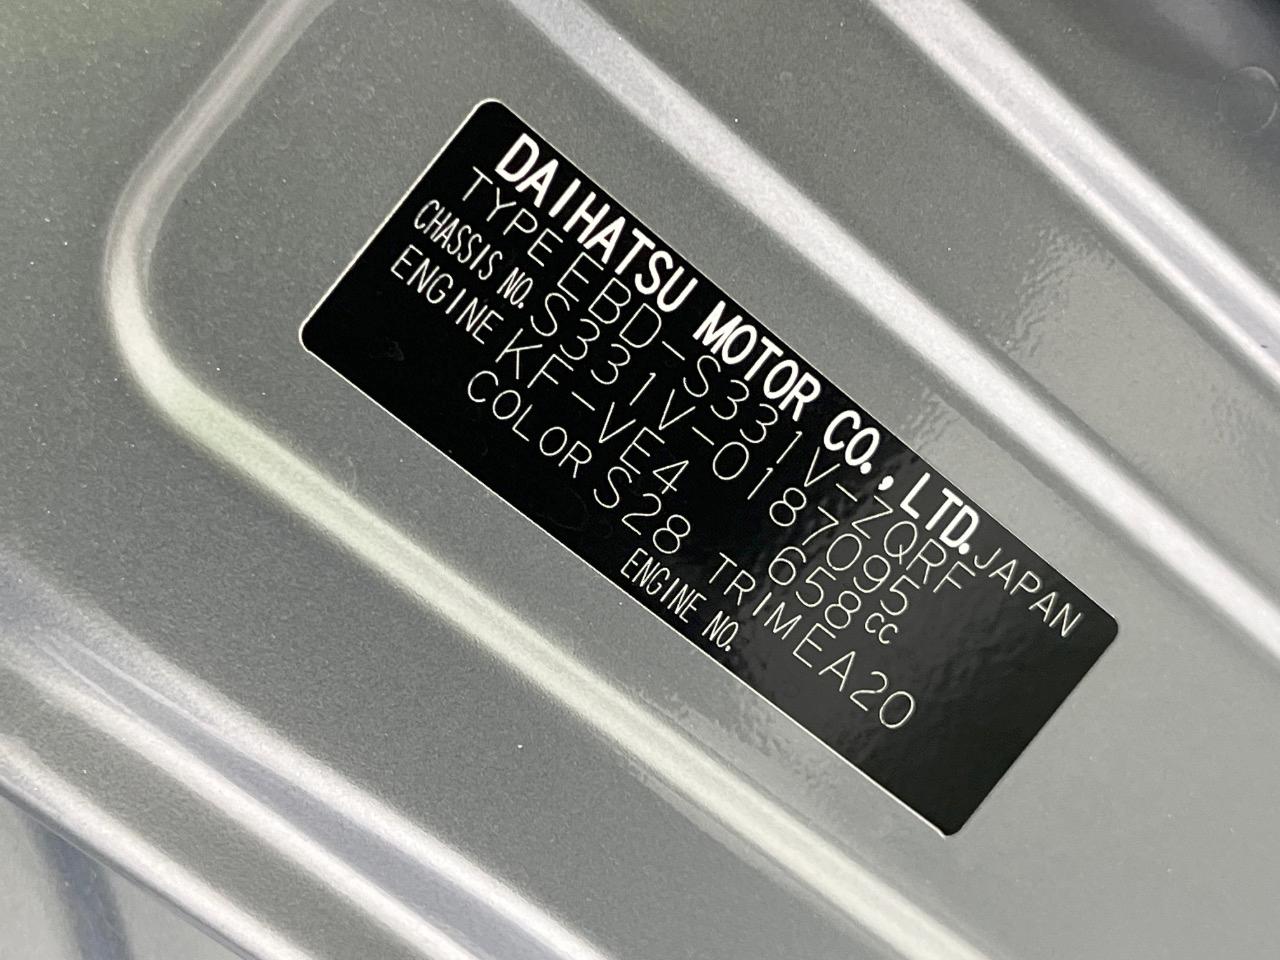 DAIHATSU MOTOR CO., LTD. JAPAN
TYPE EBD-S331V-ZQRF
CHASSIS NO. S331V-0187095
ENGINE KF-VE4 658cc
COLOR S28 TRIM EA20
ENGINE NO.